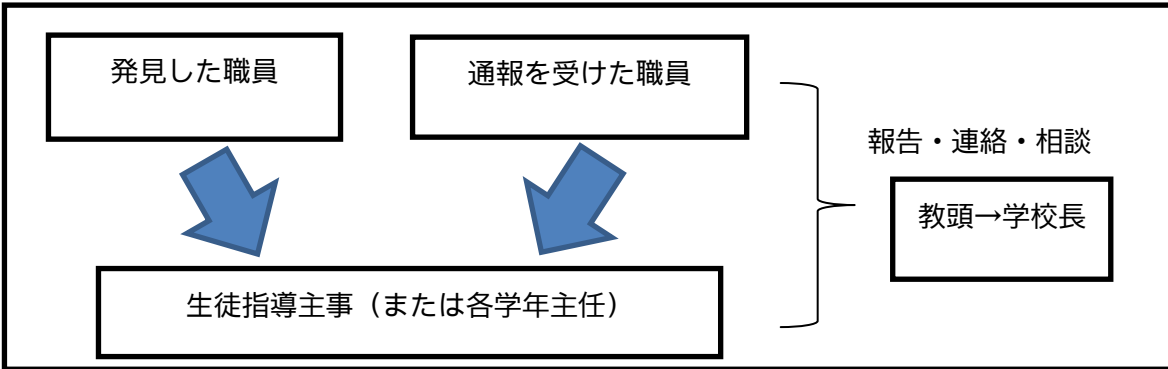 発見した職員
通報を受けた職員
報告・連絡・相談
教頭→学校長
生徒指導主事（または各学年主任）